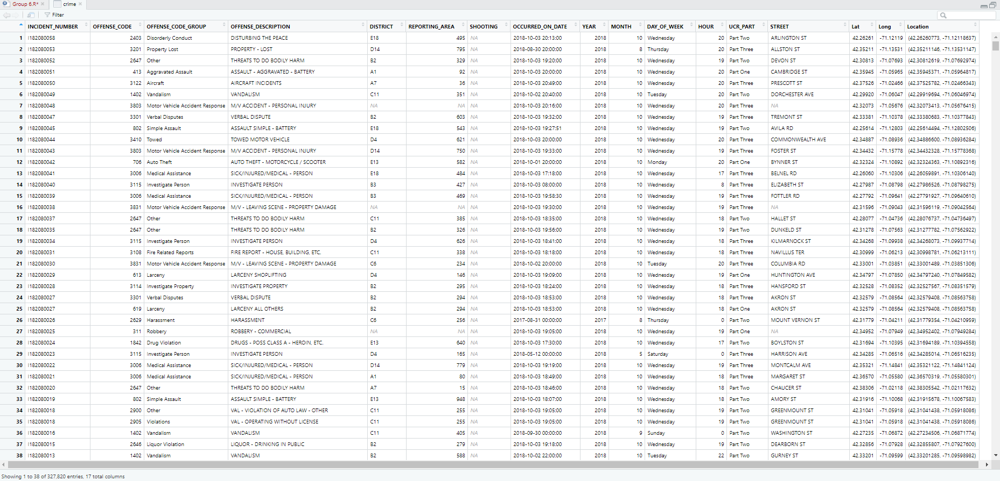 Group 6.R* × crime ×
Filter
INCIDENT_NUMBER OFFENSE_CODE OFFENSE_CODE_GROUP OFFENSE_DESCRIPTION DISTRICT REPORTING_AREA SHOOTING OCCURRED_ON_DATE YEAR MONTH DAY_OF_WEEK HOUR UCR_PART STREET Lat Long Location
1 I182080058 2403 Disorderly Conduct DISTURBING THE PEACE E18 495 NA 2018-10-03 20:13:00 2018 10 Wednesday 20 Part Two ARLINGTON ST 42.26261 -71.12119 (42.26260773, -71.12118637)
2 I182080053 3201 Property Lost PROPERTY - LOST D14 795 NA 2018-08-30 20:00:00 2018 8 Thursday 20 Part Three ALLSTON ST 42.35211 -71.13531 (42.35211146, -71.13531147)
3 I182080052 2647 Other THREATS TO DO BODILY HARM B2 329 NA 2018-10-03 19:20:00 2018 10 Wednesday 19 Part Two DEVON ST 42.30813 -71.07693 (42.30812619, -71.07692974)
4 I182080051 413 Aggravated Assault ASSAULT - AGGRAVATED - BATTERY A1 92 NA 2018-10-03 20:00:00 2018 10 Wednesday 20 Part One CAMBRIDGE ST 42.35945 -71.05965 (42.35945371, -71.05964817)
5 I182080050 3122 Aircraft AIRCRAFT INCIDENTS A7 36 NA 2018-10-03 20:49:00 2018 10 Wednesday 20 Part Three PRESCOTT ST 42.37526 -71.02466 (42.37525782, -71.02466343)
6 I182080049 1402 Vandalism VANDALISM C11 351 NA 2018-10-02 20:40:00 2018 10 Tuesday 20 Part Two DORCHESTER AVE 42.29920 -71.06047 (42.29919694, -71.06046974)
7 I182080048 3803 Motor Vehicle Accident Response M/V ACCIDENT - PERSONAL INJURY NA NA NA 2018-10-03 20:16:00 2018 10 Wednesday 20 Part Three NA 42.32073 -71.05676 (42.32073413, -71.05676415)
8 I182080047 3301 Verbal Disputes VERBAL DISPUTE B2 603 NA 2018-10-03 19:32:00 2018 10 Wednesday 19 Part Three TREMONT ST 42.33381 -71.10378 (42.33380683, -71.10377843)
9 I182080045 802 Simple Assault ASSAULT SIMPLE - BATTERY E18 543 NA 2018-10-03 19:27:51 2018 10 Wednesday 19 Part Two AVILA RD 42.25614 -71.12803 (42.25614494, -71.12802506)
10 I182080044 3410 Towed TOWED MOTOR VEHICLE D4 621 NA 2018-10-03 20:00:00 2018 10 Wednesday 20 Part Three COMMONWEALTH AVE 42.34887 -71.08936 (42.34886600, -71.08936284)
11 I182080043 3803 Motor Vehicle Accident Response M/V ACCIDENT - PERSONAL INJURY D14 750 NA 2018-10-03 19:33:00 2018 10 Wednesday 19 Part Three FOSTER ST 42.34432 -71.15778 (42.34432328, -71.15778368)
12 I182080042 706 Auto Theft AUTO THEFT - MOTORCYCLE / SCOOTER E13 582 NA 2018-10-01 20:00:00 2018 10 Monday 20 Part One BYNNER ST 42.32324 -71.10892 (42.32324363, -71.10892316)
13 I182080041 3006 Medical Assistance SICK/INJURED/MEDICAL - PERSON E18 484 NA 2018-10-03 17:18:00 2018 10 Wednesday 17 Part Three BELNEL RD 42.26060 -71.10306 (42.26059891, -71.10306140)
14 I182080040 3115 Investigate Person INVESTIGATE PERSON B3 427 NA 2018-10-03 08:00:00 2018 10 Wednesday 8 Part Three ELIZABETH ST 42.27987 -71.08798 (42.27986526, -71.08798275)
15 I182080039 3006 Medical Assistance SICK/INJURED/MEDICAL - PERSON B3 469 NA 2018-10-03 19:58:30 2018 10 Wednesday 19 Part Three FOTTLER RD 42.27792 -71.09641 (42.27791927, -71.09640610)
16 I182080038 3831 Motor Vehicle Accident Response M/V - LEAVING SCENE - PROPERTY DAMAGE NA NA NA 2018-10-03 19:30:00 2018 10 Wednesday 19 Part Three NA 42.31596 -71.09043 (42.31596119, -71.09042564)
17 I182080037 2647 Other THREATS TO DO BODILY HARM C11 385 NA 2018-10-03 18:35:00 2018 10 Wednesday 18 Part Two HALLET ST 42.28077 -71.04736 (42.28076737, -71.04736497)
18 I182080035 2647 Other THREATS TO DO BODILY HARM B2 326 NA 2018-10-03 19:56:00 2018 10 Wednesday 19 Part Two DUNKELD ST 42.31278 -71.07563 (42.31277782, -71.07562922)
19 I182080034 3115 Investigate Person INVESTIGATE PERSON D4 626 NA 2018-10-03 18:41:00 2018 10 Wednesday 18 Part Three KILMARNOCK ST 42.34268 -71.09938 (42.34268073, -71.09937714)
20 I182080031 3108 Fire Related Reports FIRE REPORT - HOUSE, BUILDING, ETC. C11 338 NA 2018-10-03 18:18:00 2018 10 Wednesday 18 Part Three NAVILLUS TER 42.30999 -71.06213 (42.30998781, -71.06213111)
21 I182080030 3831 Motor Vehicle Accident Response M/V - LEAVING SCENE - PROPERTY DAMAGE C6 234 NA 2018-10-02 20:00:00 2018 10 Tuesday 20 Part Three COLUMBIA RD 42.33001 -71.03851 (42.33001489, -71.03851306)
22 I182080029 613 Larceny LARCENY SHOPLIFTING D4 146 NA 2018-10-03 19:09:00 2018 10 Wednesday 19 Part One HUNTINGTON AVE 42.34797 -71.07850 (42.34797240, -71.07849582)
23 I182080028 3114 Investigate Property INVESTIGATE PROPERTY B2 295 NA 2018-10-03 18:24:00 2018 10 Wednesday 18 Part Three HANSFORD ST 42.32528 -71.08352 (42.32527567, -71.08351579)
24 I182080027 3301 Verbal Disputes VERBAL DISPUTE B2 294 NA 2018-10-03 18:53:00 2018 10 Wednesday 18 Part Three AKRON ST 42.32579 -71.08564 (42.32579408, -71.08563758)
25 I182080027 619 Larceny LARCENY ALL OTHERS B2 294 NA 2018-10-03 18:53:00 2018 10 Wednesday 18 Part One AKRON ST 42.32579 -71.08564 (42.32579408, -71.08563758)
26 I182080026 2629 Harassment HARASSMENT C6 256 NA 2017-08-31 00:00:00 2017 8 Thursday 0 Part Two MOUNT VERNON ST 42.31779 -71.04211 (42.31779354, -71.04210959)
27 I182080025 311 Robbery ROBBERY - COMMERCIAL NA NA NA 2018-10-03 19:05:00 2018 10 Wednesday 19 Part One NA 42.34952 -71.07949 (42.34952402, -71.07949284)
28 I182080024 1842 Drug Violation DRUGS - POSS CLASS A - HEROIN, ETC. E13 640 NA 2018-10-03 17:30:00 2018 10 Wednesday 17 Part Two BOYLSTON ST 42.31694 -71.10395 (42.31694189, -71.10394558)
29 I182080023 3115 Investigate Person INVESTIGATE PERSON D4 165 NA 2018-05-12 00:00:00 2018 5 Saturday 0 Part Three HARRISON AVE 42.34285 -71.06516 (42.34285014, -71.06516235)
30 I182080022 3006 Medical Assistance SICK/INJURED/MEDICAL - PERSON D14 779 NA 2018-10-03 19:19:00 2018 10 Wednesday 19 Part Three MONTCALM AVE 42.35321 -71.14841 (42.35321122, -71.14841124)
31 I182080021 3006 Medical Assistance SICK/INJURED/MEDICAL - PERSON A1 80 NA 2018-10-03 18:49:00 2018 10 Wednesday 18 Part Three MARGARET ST 42.36570 -71.05580 (42.36570319, -71.05580301)
32 I182080020 2647 Other THREATS TO DO BODILY HARM A7 15 NA 2018-10-03 18:46:00 2018 10 Wednesday 18 Part Two CHAUCER ST 42.38306 -71.02118 (42.38305542, -71.02117632)
33 I182080019 802 Simple Assault ASSAULT SIMPLE - BATTERY E13 948 NA 2018-10-03 18:07:00 2018 10 Wednesday 18 Part Two AMORY ST 42.31916 -71.10068 (42.31915678, -71.10067583)
34 I182080018 2900 Other VAL - VIOLATION OF AUTO LAW - OTHER C11 255 NA 2018-10-03 19:05:00 2018 10 Wednesday 19 Part Two GREENMOUNT ST 42.31041 -71.05918 (42.31041438, -71.05918086)
35 I182080018 2905 Violations VAL - OPERATING WITHOUT LICENSE C11 255 NA 2018-10-03 19:05:00 2018 10 Wednesday 19 Part Two GREENMOUNT ST 42.31041 -71.05918 (42.31041438, -71.05918086)
36 I182080016 1402 Vandalism VANDALISM C11 405 NA 2018-09-30 00:00:00 2018 9 Sunday 0 Part Two WASHINGTON ST 42.27235 -71.06872 (42.27234506, -71.06871774)
37 I182080015 2646 Liquor Violation LIQUOR - DRINKING IN PUBLIC B2 279 NA 2018-10-03 19:18:00 2018 10 Wednesday 19 Part Two DEARBORN ST 42.32856 -71.07928 (42.32855807, -71.07927600)
38 I182080013 1402 Vandalism VANDALISM B2 588 NA 2018-10-02 22:00:00 2018 10 Tuesday 22 Part Two GURNEY ST 42.33201 -71.09599 (42.33201285, -71.09598982)
Showing 1 to 38 of 327,820 entries, 17 total columns